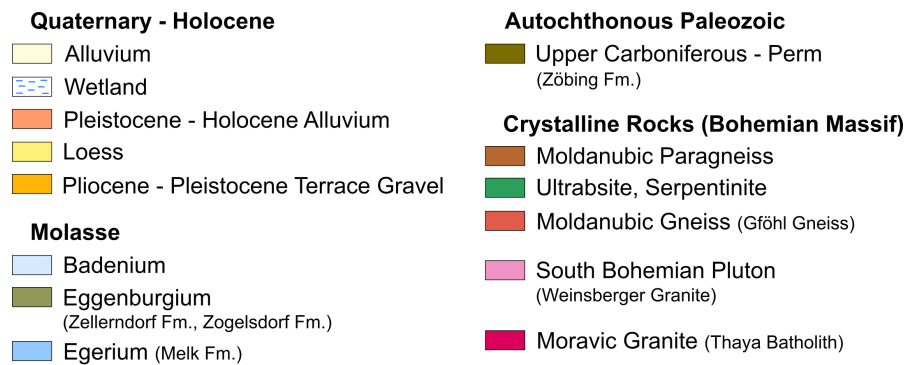 Quaternary - Holocene
Alluvium
Wetland
Pleistocene - Holocene Alluvium
Loess
Pliocene - Pleistocene Terrace Gravel
Molasse
Badenium
Eggenburgium
(Zellerndorf Fm., Zogelsdorf Fm.)
Egerium (Melk Fm.)
Autochthonous Paleozoic
Upper Carboniferous - Perm
(Zöbing Fm.)
Crystalline Rocks (Bohemian Massif)
Moldanubic Paragneiss
Ultrabsite, Serpentinite
Moldanubic Gneiss (Gföhl Gneiss)
South Bohemian Pluton
(Weinsberger Granite)
Moravic Granite (Thaya Batholith)